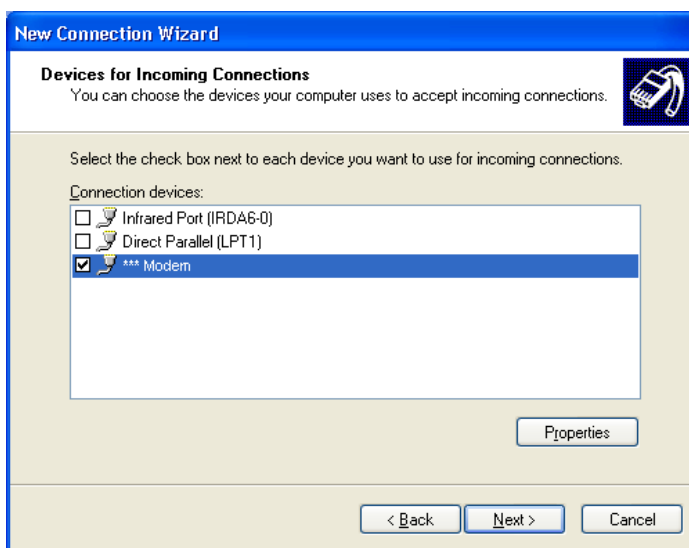 New Connection Wizard
Devices for Incoming Connections
You can choose the devices your computer uses to accept incoming connections.
Select the check box next to each device you want to use for incoming connections.
Connection devices:
Infrared Port (IRDA6-0)
Direct Parallel (LPT1)
*** Modem
Properties
< Back Next > Cancel